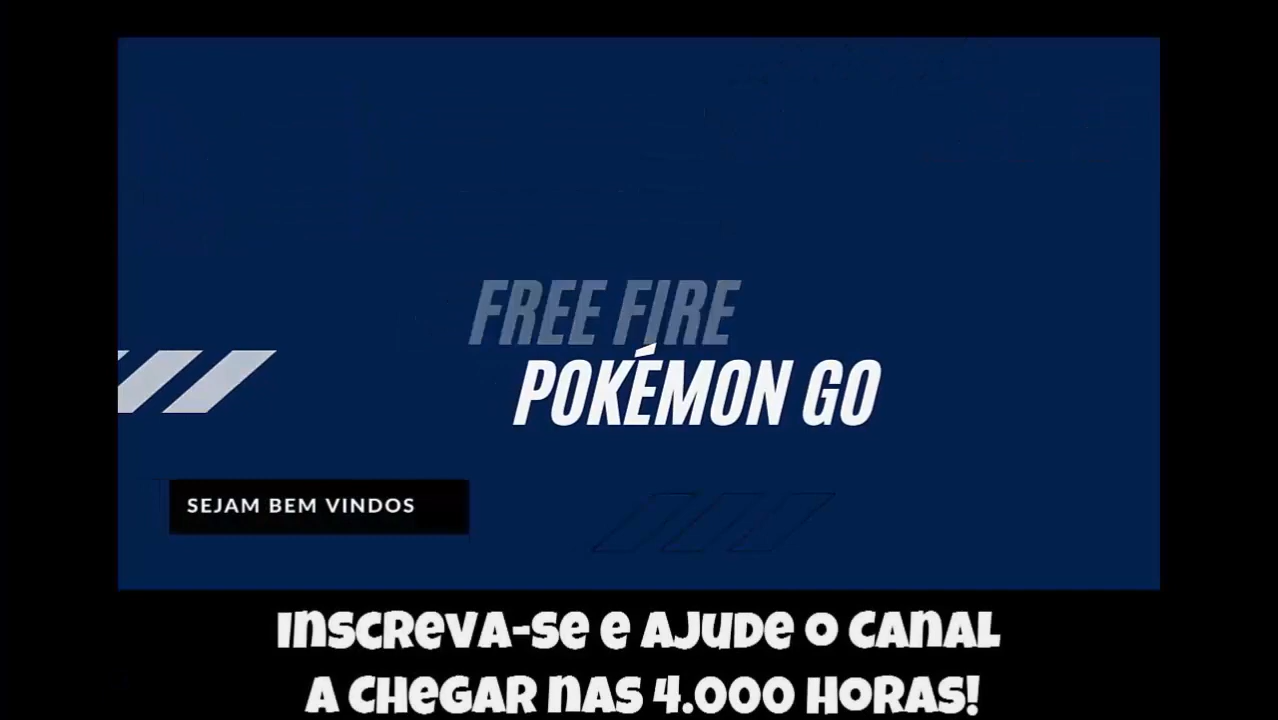 FREE FIRE
POKÉMON GO
SEJAM BEM VINDOS
INSCREVA-SE E AJUDE O CANAL
A CHEGAR NAS 4.000 HORAS!